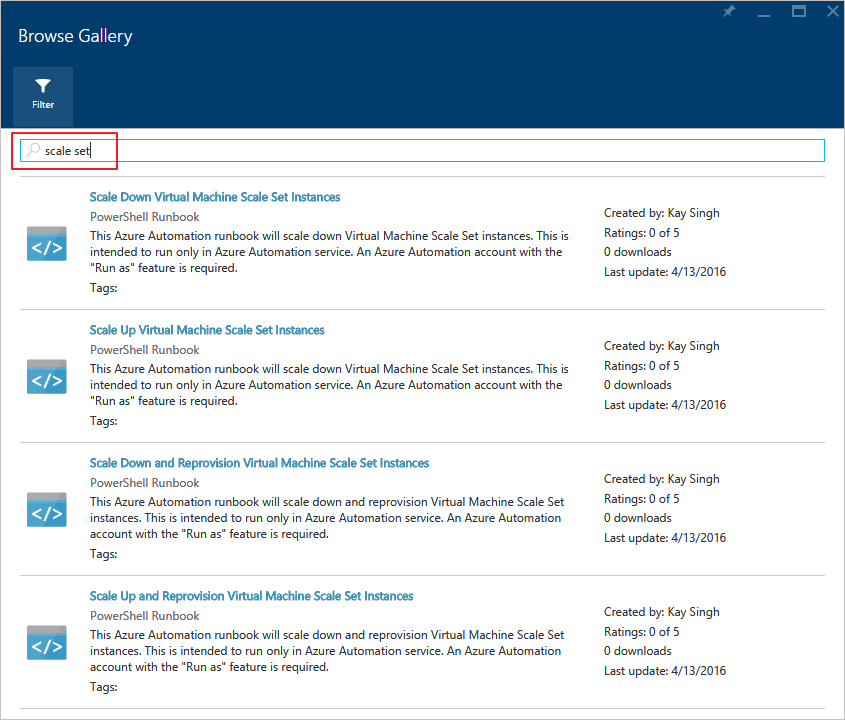 Browse Gallery
Filter
scale set
Scale Down Virtual Machine Scale Set Instances
PowerShell Runbook
This Azure Automation runbook will scale down Virtual Machine Scale Set instances. This is
intended to run only in Azure Automation service. An Azure Automation account with the
"Run as" feature is required.
Tags:
Created by: Kay Singh
Ratings: 0 of 5
0 downloads
Last update: 4/13/2016
Scale Up Virtual Machine Scale Set Instances
PowerShell Runbook
This Azure Automation runbook will scale down Virtual Machine Scale Set instances. This is
intended to run only in Azure Automation service. An Azure Automation account with the
"Run as" feature is required.
Tags:
Created by: Kay Singh
Ratings: 0 of 5
0 downloads
Last update: 4/13/2016
Scale Down and Reprovision Virtual Machine Scale Set Instances
PowerShell Runbook
This Azure Automation runbook will scale down and reprovision Virtual Machine Scale Set
instances. This is intended to run only in Azure Automation service. An Azure Automation
account with the "Run as" feature is required.
Tags:
Created by: Kay Singh
Ratings: 0 of 5
0 downloads
Last update: 4/13/2016
Scale Up and Reprovision Virtual Machine Scale Set Instances
PowerShell Runbook
This Azure Automation runbook will scale down and reprovision Virtual Machine Scale Set
instances. This is intended to run only in Azure Automation service. An Azure Automation
account with the "Run as" feature is required.
Tags:
Created by: Kay Singh
Ratings: 0 of 5
0 downloads
Last update: 4/13/2016